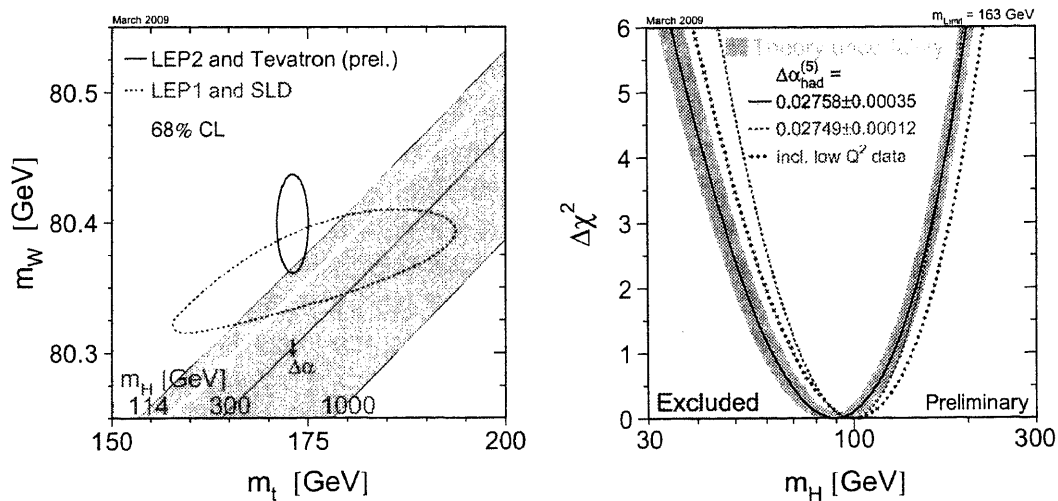 March 2009
LEP2 and Tevatron (prel.)
LEP1 and SLD
68% CL
80.5
80.4
80.3
m_W [GeV]
Δα
m_H [GeV]
114 300 1000
150 175 200
m_t [GeV]
March 2009
m_Limit = 163 GeV
Theory uncertainty
Δα_had^(5) =
0.02758±0.00035
0.02749±0.00012
incl. low Q² data
6
5
4
3
2
1
0
Δχ²
Excluded
Preliminary
30 100 300
m_H [GeV]